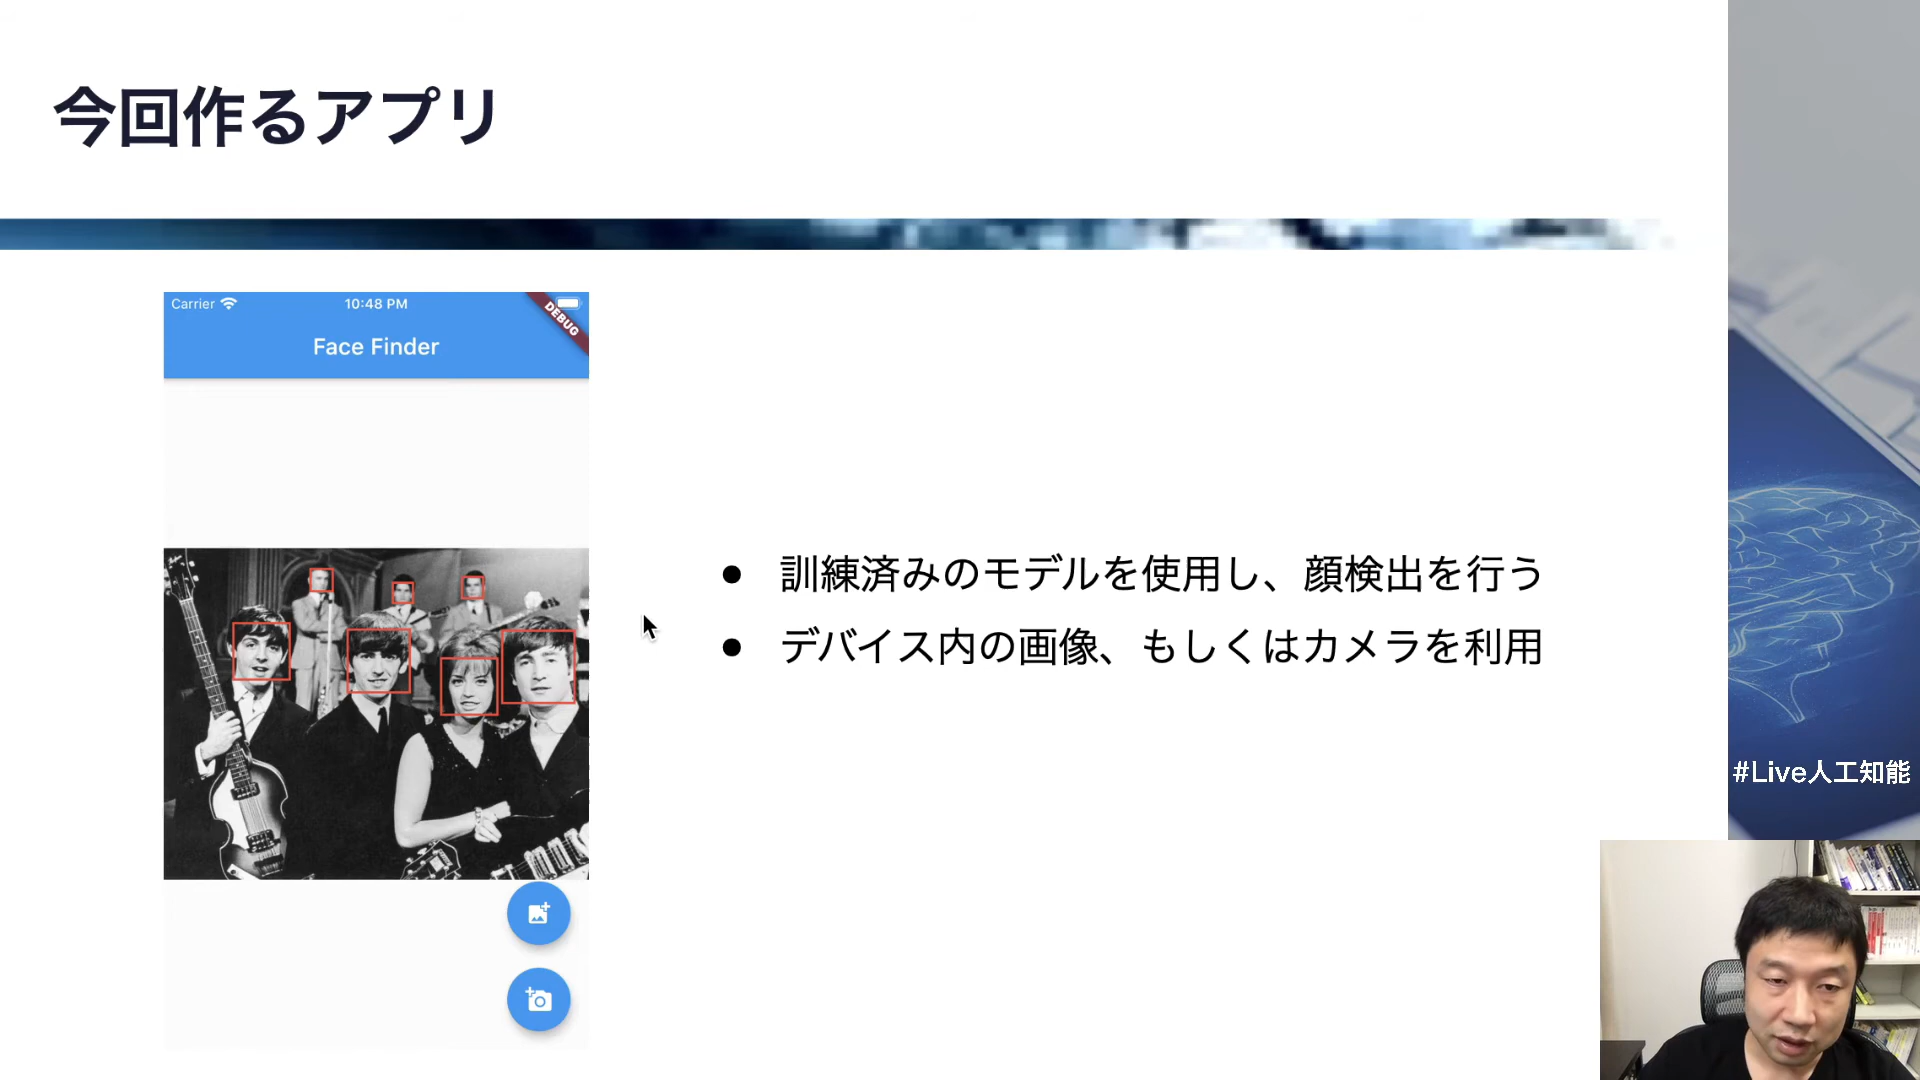 今回作るアプリ
Carrier 10:48 PM
DEBUG
Face Finder
● 訓練済みのモデルを使用し、顔検出を行う
● デバイス内の画像、もしくはカメラを利用
#Live人工知能